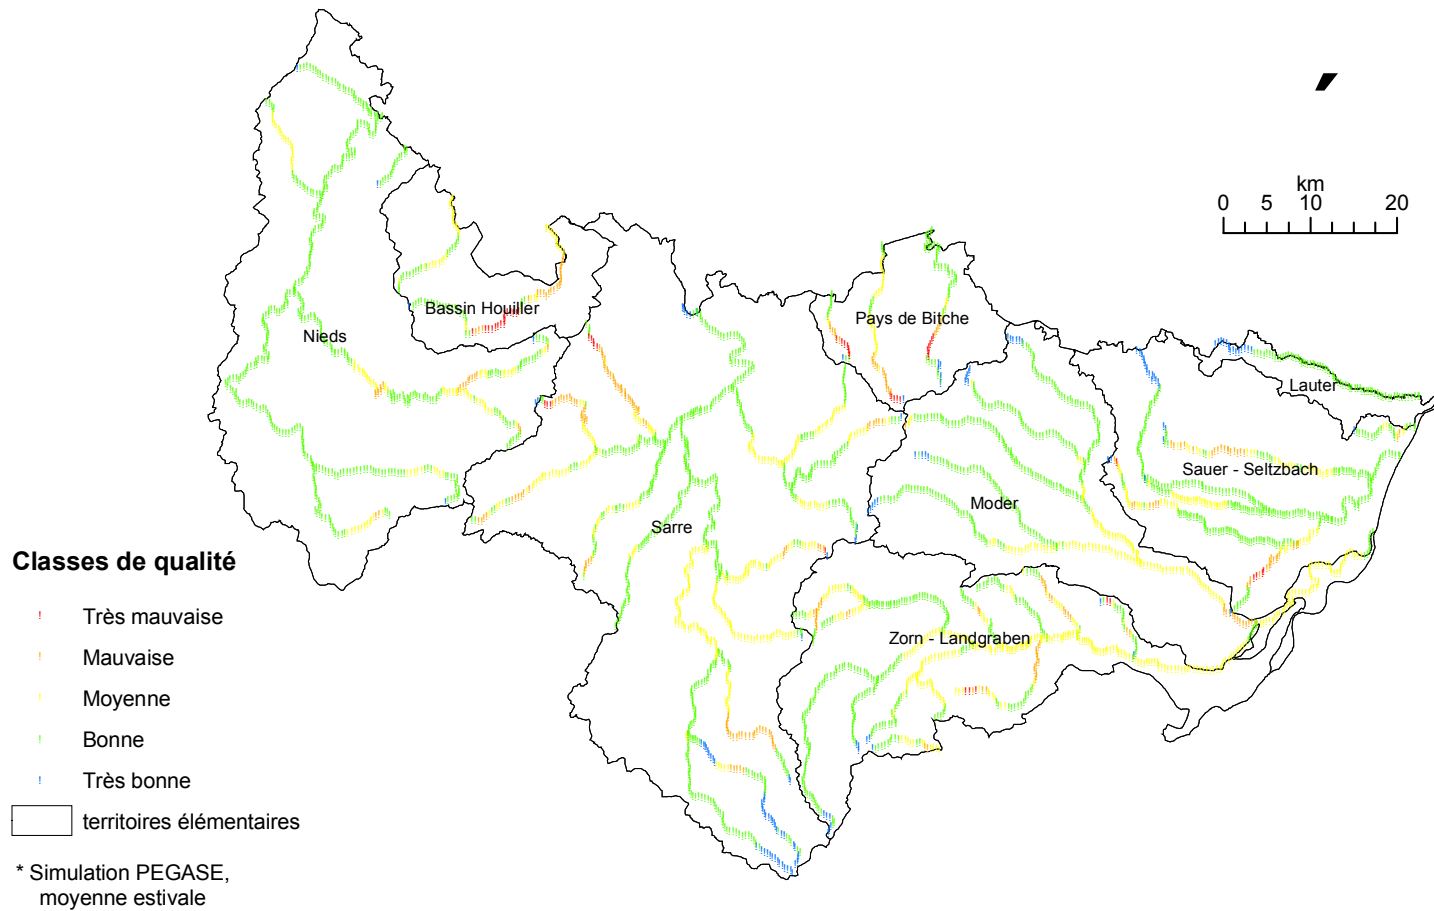 km
0 5 10 20
Bassin Houiller
Pays de Bitche
Nieds
Lauter
Sauer - Seltzbach
Moder
Sarre
Zorn - Landgraben
Classes de qualité
Très mauvaise
Mauvaise
Moyenne
Bonne
Très bonne
territoires élémentaires
* Simulation PEGASE,
moyenne estivale